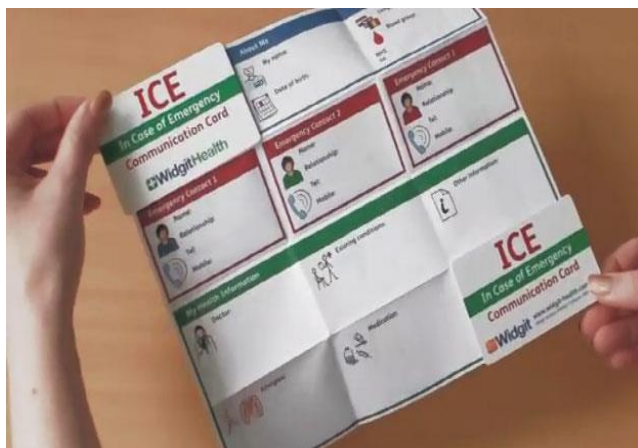 ICE
In Case of Emergency
Communication Card
WidgitHealth
About Me
My name:
Date of birth:
Blood group:
Emergency Contact 3
Name:
Relationship:
Tel:
Mobile:
Emergency Contact 2
Name:
Relationship:
Tel:
Mobile:
Emergency Contact 1
Name:
Relationship:
Tel:
Mobile:
My Health Information
Doctor
Existing conditions
Other information
Allergies
Medication
ICE
In Case of Emergency
Communication Card
Widgit
www.widgit-health.com